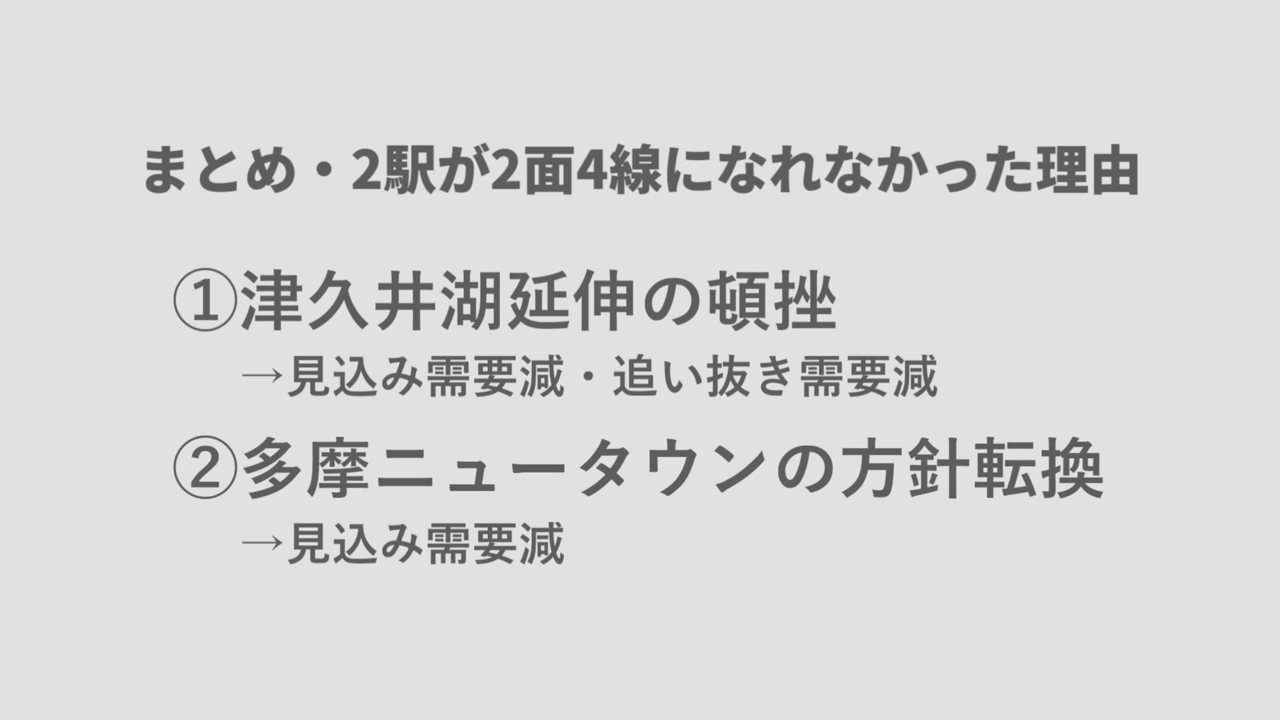 まとめ・2駅が2面4線になれなかった理由
①津久井湖延伸の頓挫
→見込み需要減・追い抜き需要減
②多摩ニュータウンの方針転換
→見込み需要減